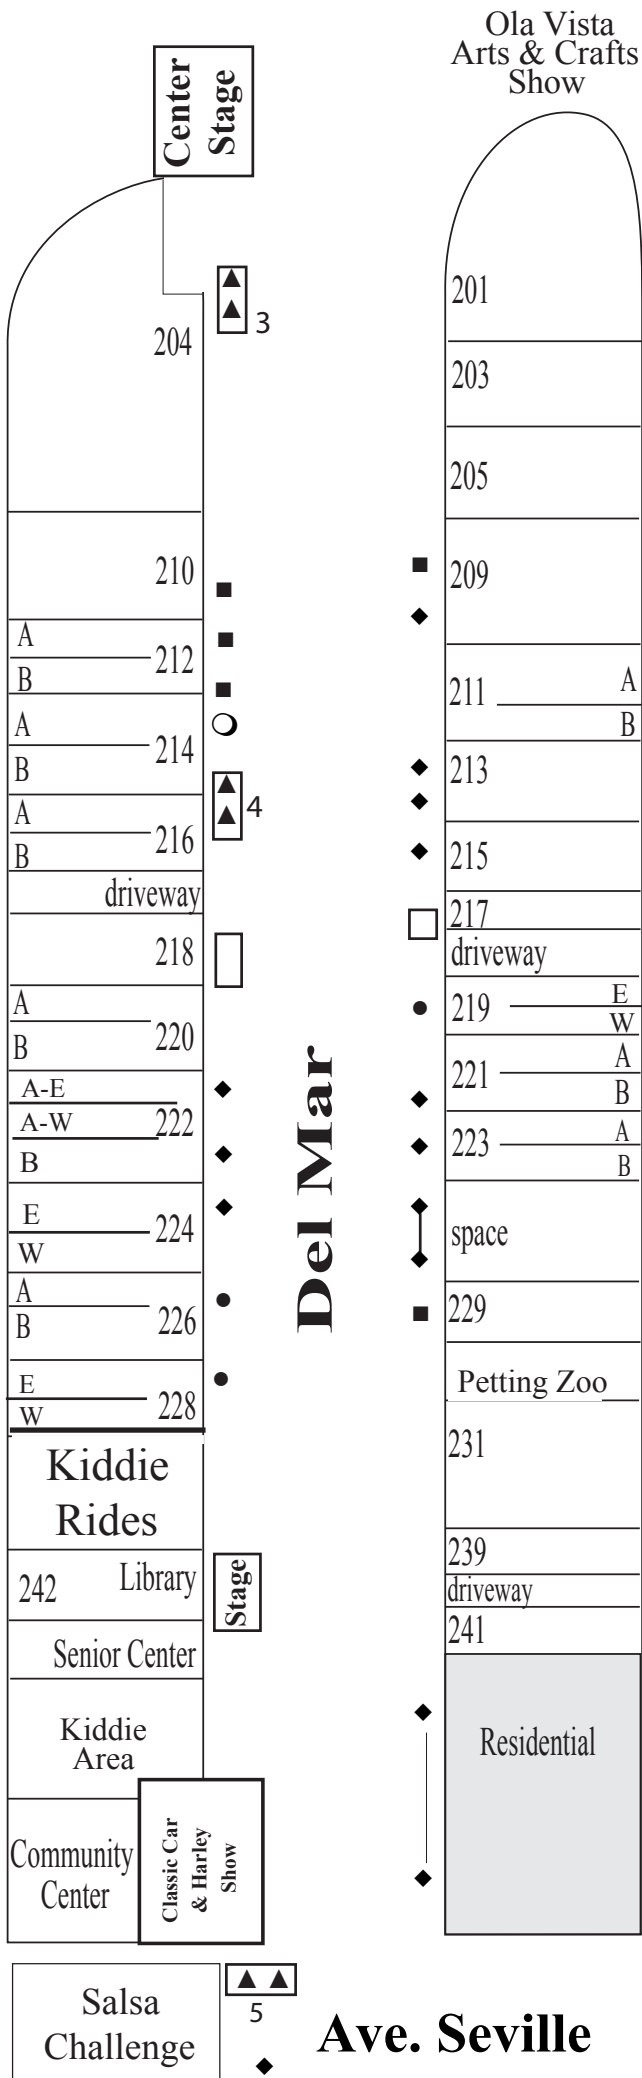 Ola Vista
Arts & Crafts
Show
Center
Stage
3
204
210
A
212
B
A
214
B
4
A
216
B
driveway
218
A
220
B
A-E
A-W
222
B
E
224
W
A
226
B
E
228
W
Kiddie
Rides
242
Library
Stage
Senior Center
Kiddie
Area
Community
Center
Classic Car
& Harley
Show
Salsa
Challenge
5
Del Mar
201
203
205
209
211
A
B
213
215
217
driveway
219
E
W
221
A
B
223
A
B
space
229
Petting Zoo
231
239
driveway
241
Residential
Ave. Seville